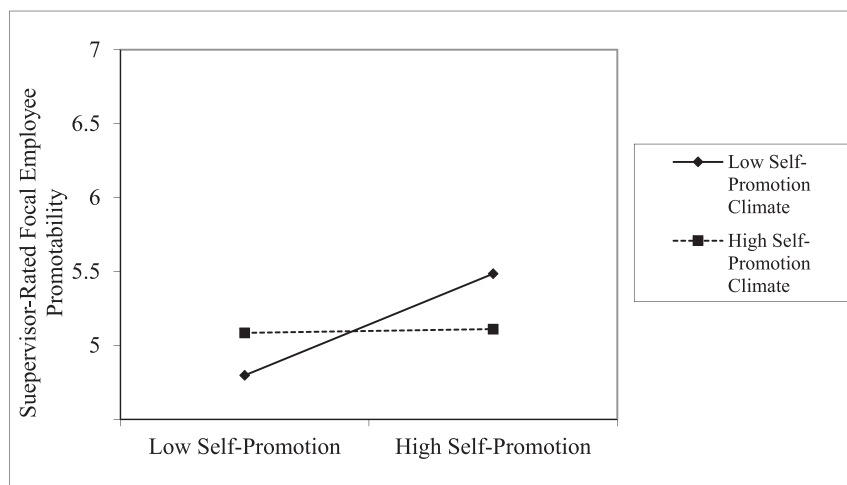 Suepervisor-Rated Focal Employee
Promotability
7
6.5
6
5.5
5
Low Self-Promotion
High Self-Promotion
Low Self-
Promotion
Climate
High Self-
Promotion
Climate